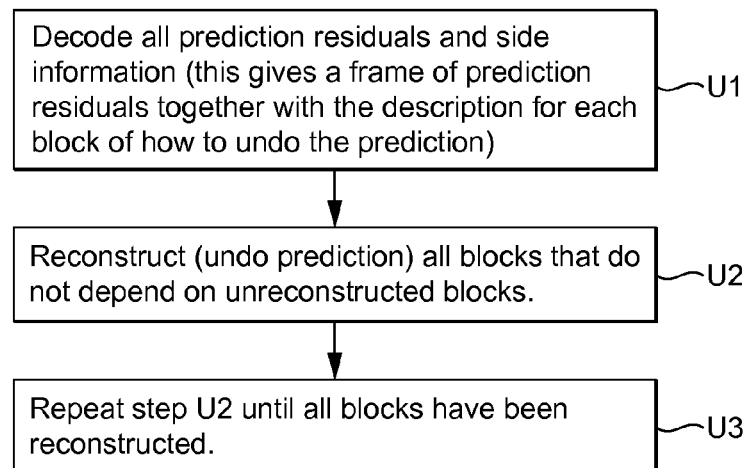 Decode all prediction residuals and side
information (this gives a frame of prediction
residuals together with the description for each
block of how to undo the prediction)
U1
Reconstruct (undo prediction) all blocks that do
not depend on unreconstructed blocks.
U2
Repeat step U2 until all blocks have been
reconstructed.
U3